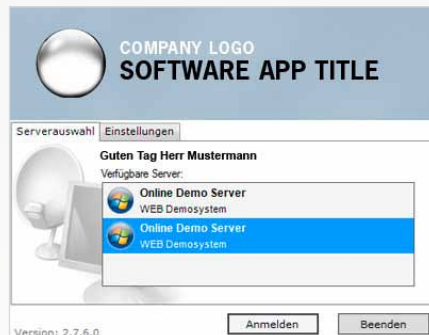 COMPANY LOGO
SOFTWARE APP TITLE
Serverauswahl Einstellungen
Guten Tag Herr Mustermann
Verfügbare Server:
Online Demo Server
WEB Demosystem
Online Demo Server
WEB Demosystem
Version: 2.7.6.0
Anmelden Beenden